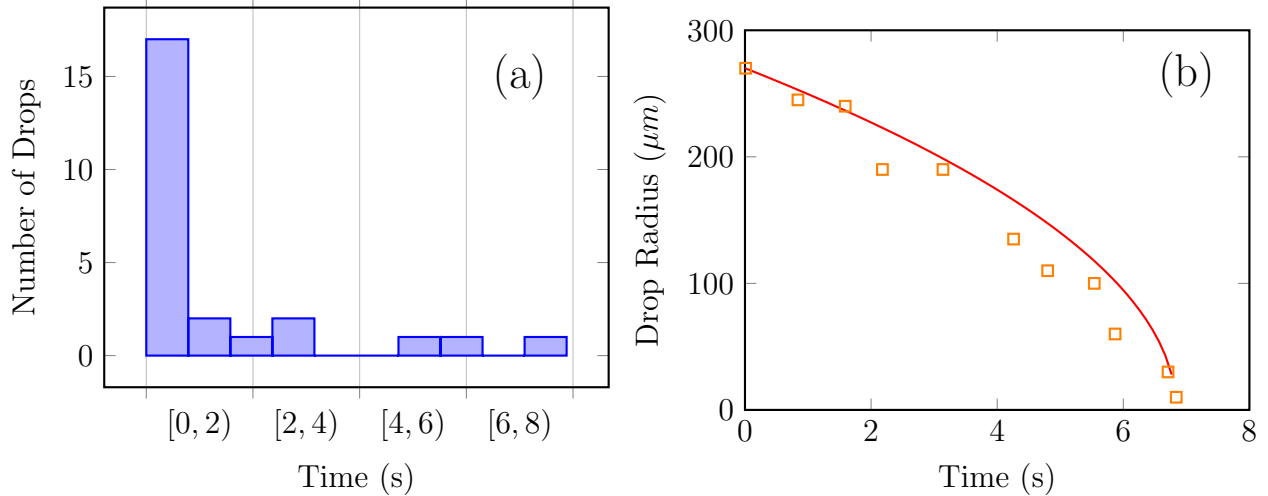 (a)
Number of Drops
15
10
5
0
[0, 2) [2, 4) [4, 6) [6, 8)
Time (s)
(b)
Drop Radius (μm)
300
200
100
0
0 2 4 6 8
Time (s)